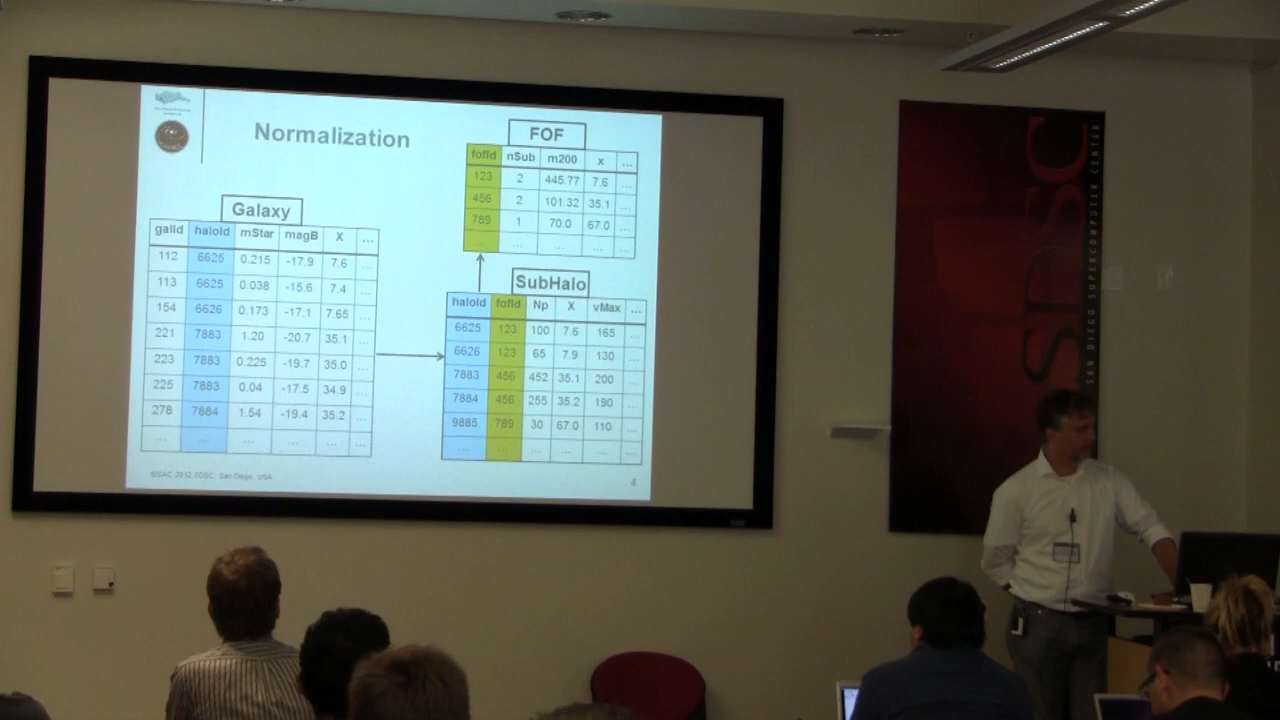 Normalization
FOF
fofId nSub m200 x ...
123 2 445.77 7.6 ...
456 2 101.32 35.1 ...
789 1 70.0 67.0 ...
... ... ... ... ...
Galaxy
galId haloId mStar magB X ...
112 6625 0.215 -17.9 7.6 ...
113 6625 0.038 -15.6 7.4 ...
154 6626 0.173 -17.1 7.65 ...
221 7883 1.20 -20.7 35.1 ...
223 7883 0.225 -19.7 35.0 ...
225 7883 0.04 -17.5 34.9 ...
278 7884 1.54 -19.4 35.2 ...
... ... ... ... ... ...
SubHalo
haloId fofId Np X vMax ...
6625 123 100 7.6 165 ...
6626 123 65 7.9 130 ...
7883 456 452 35.1 200 ...
7884 456 255 35.2 190 ...
9885 789 30 67.0 110 ...
... ... ... ... ... ...
2012 San Diego, USA
4
SDSC
SAN DIEGO SUPERCOMPUTER CENTER